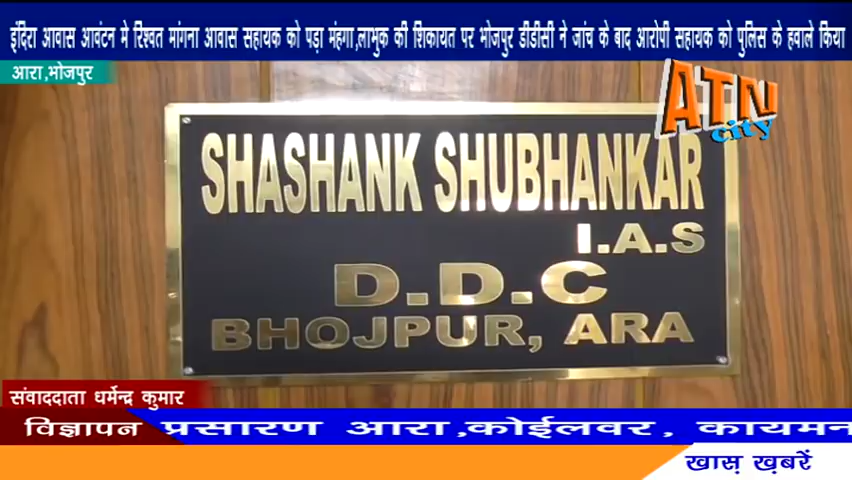 इंदिरा आवास आवंटन मे रिश्वत मांगना आवास सहायक को पड़ा मंहगा,लाभुक की शिकायत पर भोजपुर डीडीसी ने जांच के बाद आरोपी सहायक को पुलिस के हवाले किया
आरा,भोजपुर
ATN
city
SHASHANK SHUBHANKAR
I.A.S
D.D.C
BHOJPUR, ARA
संवाददाता धर्मेन्द्र कुमार
विज्ञापन प्रसारण आरा,कोईलवर, कायमन
खास़ ख़बरें